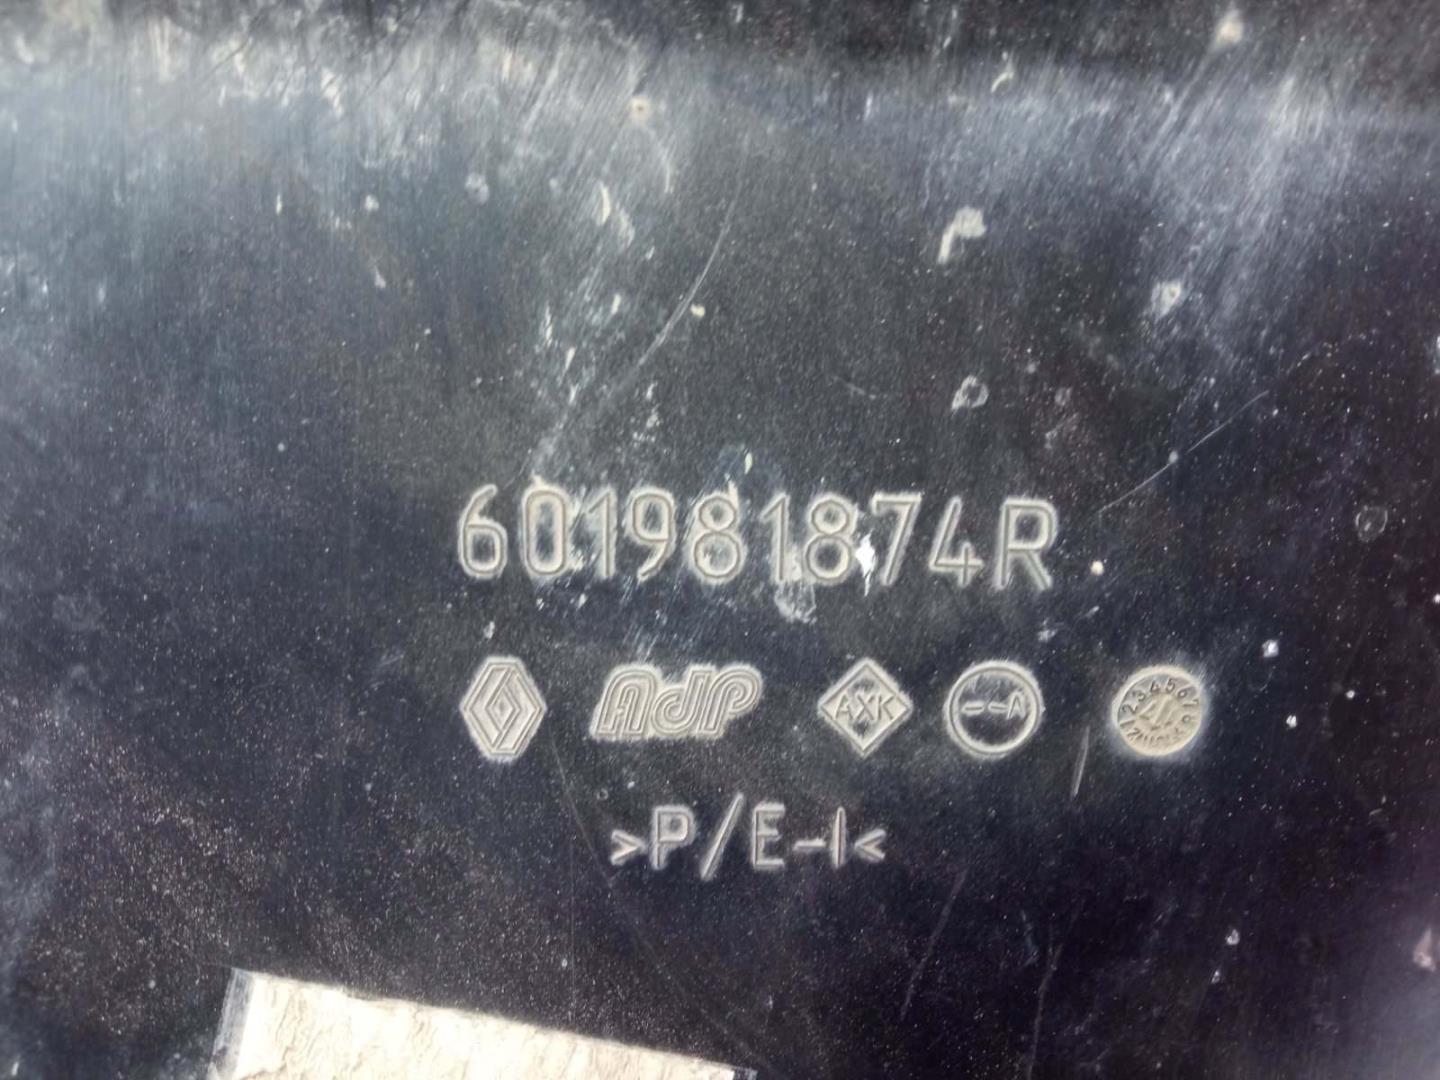 601981874R
AdP AXK --A
>P/E-I<